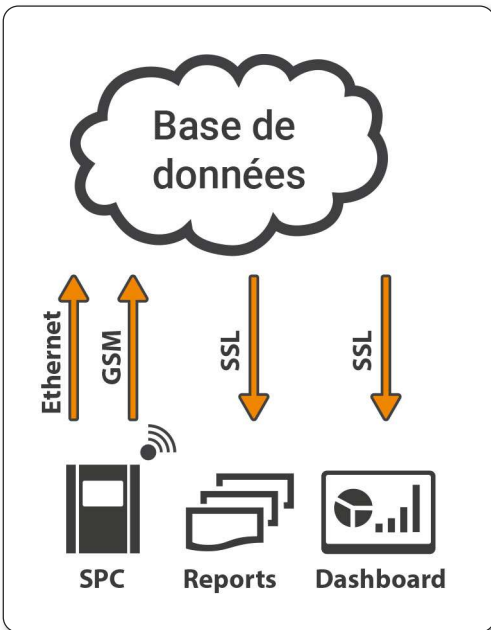 Base de
données
Ethernet
GSM
SSL
SSL
SPC
Reports
Dashboard